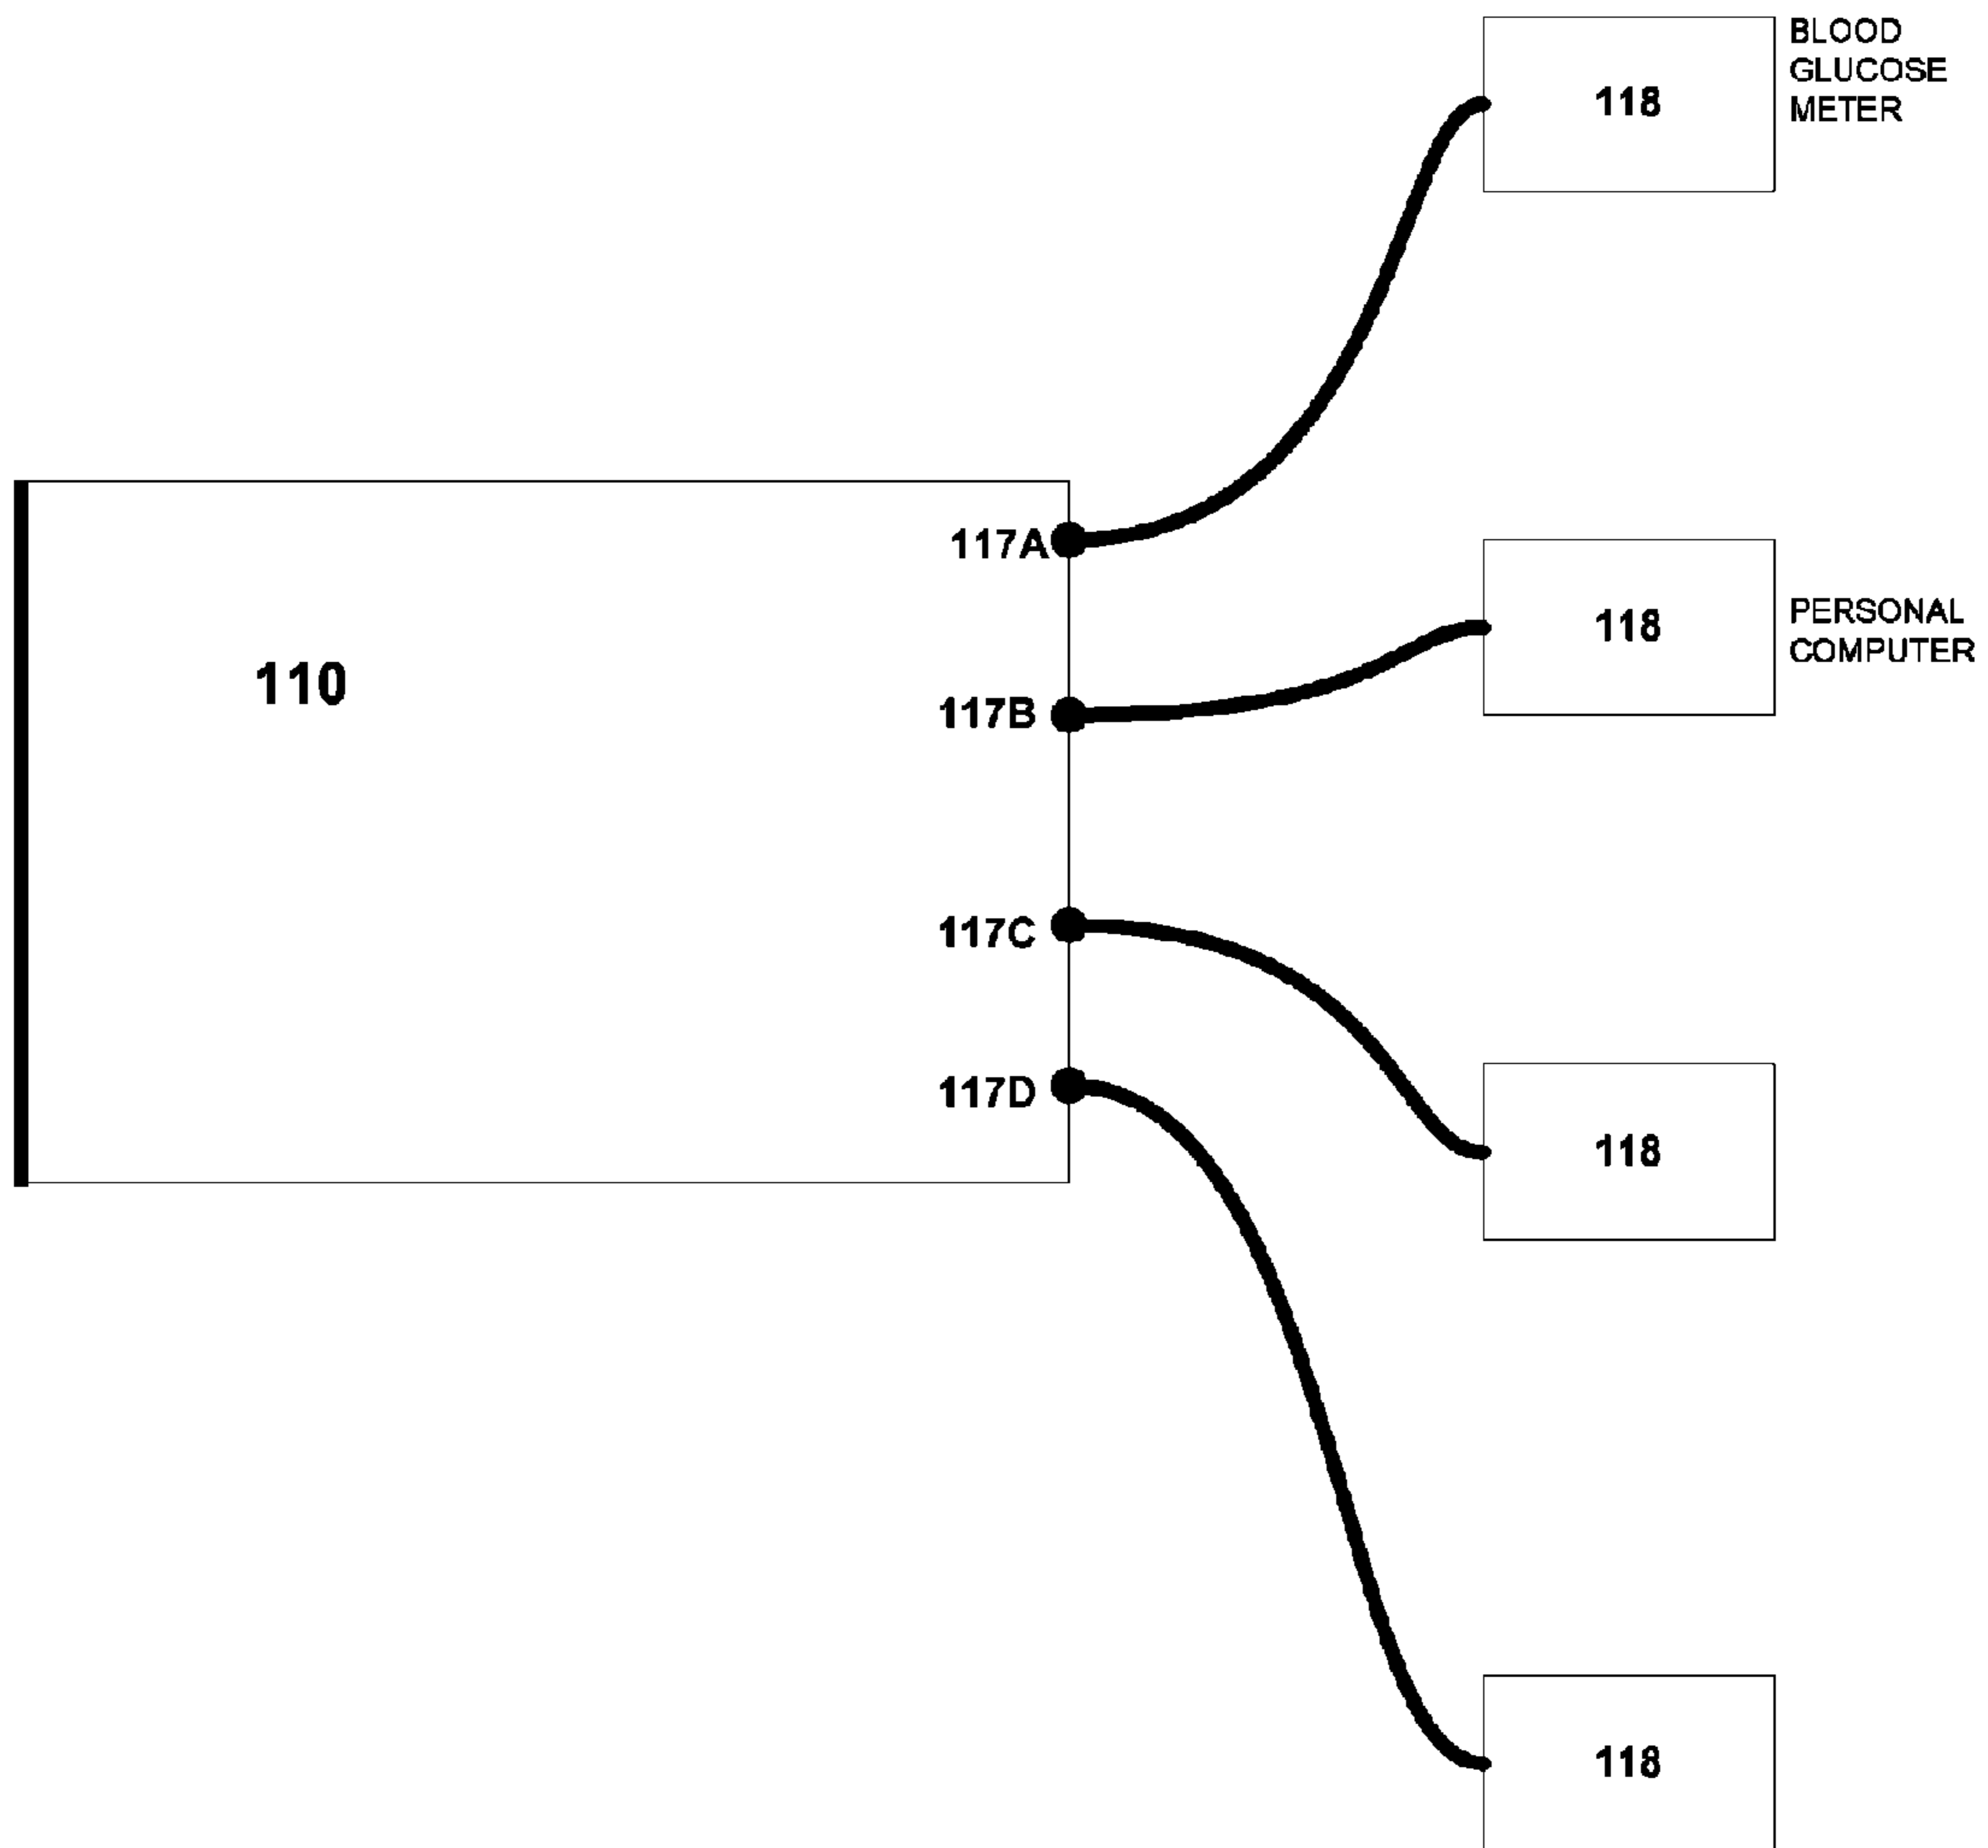 118
BLOOD
GLUCOSE
METER
117A
118
PERSONAL
COMPUTER
110
117B
117C
117D
118
118